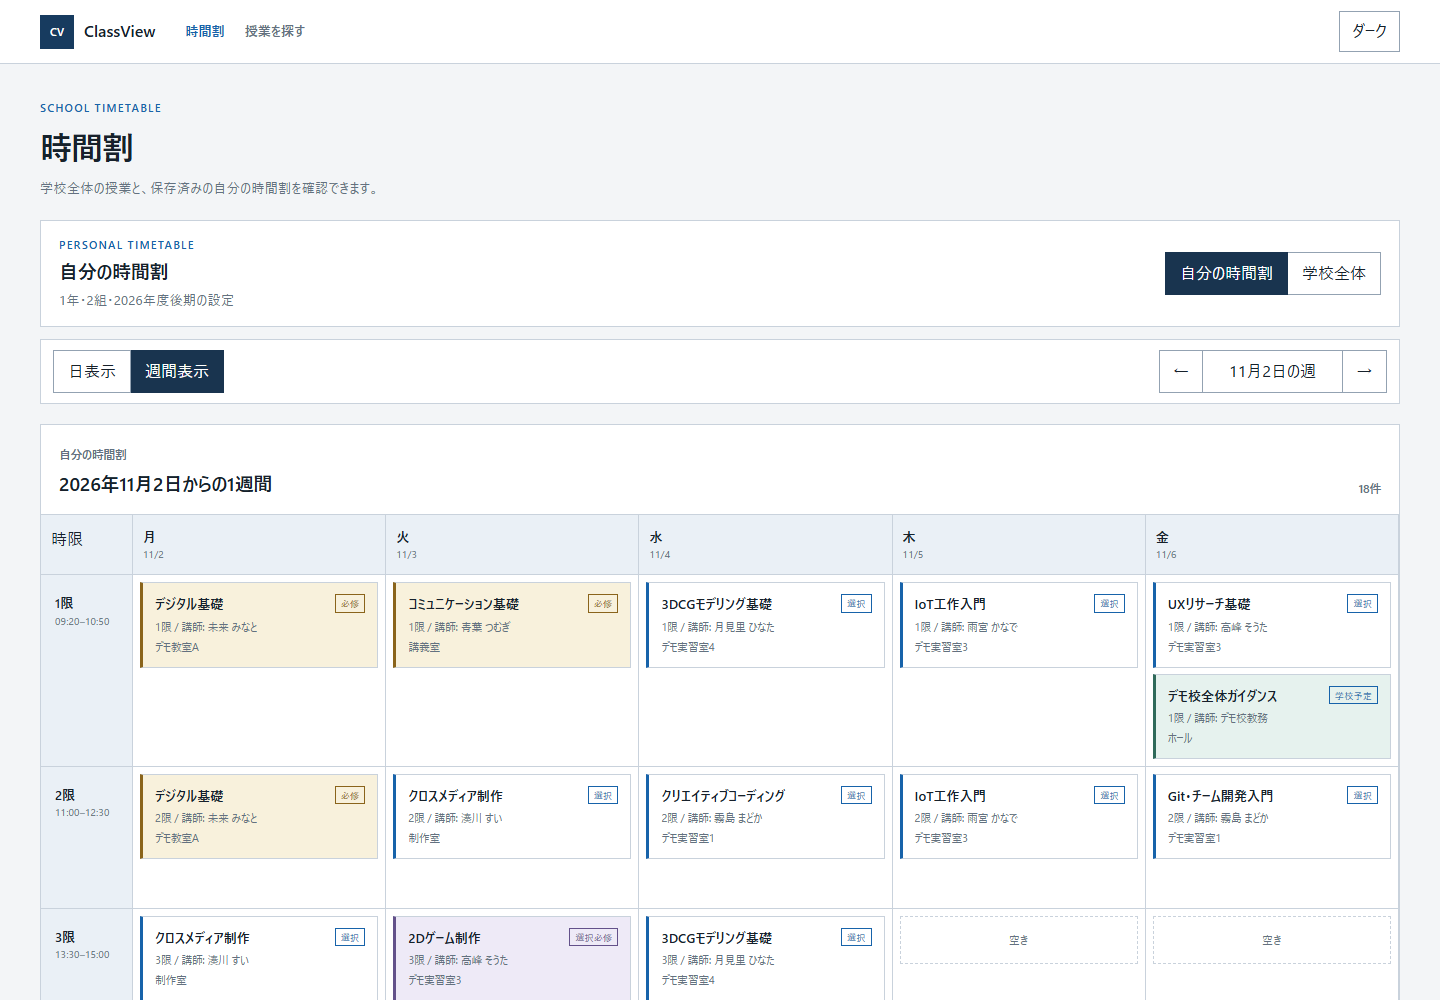 CV ClassView 時間割 授業を探す ダーク
SCHOOL TIMETABLE
時間割
学校全体の授業と、保存済みの自分の時間割を確認できます。
PERSONAL TIMETABLE
自分の時間割
1年・2組・2026年度後期の設定
自分の時間割 学校全体
日表示 週間表示 ← 11月2日の週 →
自分の時間割
2026年11月2日からの1週間
18件
時限 月 火 水 木 金
11/2 11/3 11/4 11/5 11/6
1限
09:20–10:50
デジタル基礎 必修
1限 / 講師: 未来 みなと
デモ教室A
コミュニケーション基礎 必修
1限 / 講師: 青葉 つむぎ
講義室
3DCGモデリング基礎 選択
1限 / 講師: 月見里 ひなた
デモ実習室4
IoT工作入門 選択
1限 / 講師: 雨宮 かなで
デモ実習室3
UXリサーチ基礎 選択
1限 / 講師: 高峰 そうた
デモ実習室3
デモ校全体ガイダンス 学校予定
1限 / 講師: デモ校教務
ホール
2限
11:00–12:30
デジタル基礎 必修
2限 / 講師: 未来 みなと
デモ教室A
クロスメディア制作 選択
2限 / 講師: 湊川 すい
制作室
クリエイティブコーディング 選択
2限 / 講師: 霧島 まどか
デモ実習室1
IoT工作入門 選択
2限 / 講師: 雨宮 かなで
デモ実習室3
Git・チーム開発入門 選択
2限 / 講師: 霧島 まどか
デモ実習室1
3限
13:30–15:00
クロスメディア制作 選択
3限 / 講師: 湊川 すい
制作室
2Dゲーム制作 選択必修
3限 / 講師: 高峰 そうた
デモ実習室3
3DCGモデリング基礎 選択
3限 / 講師: 月見里 ひなた
デモ実習室4
空き
空き